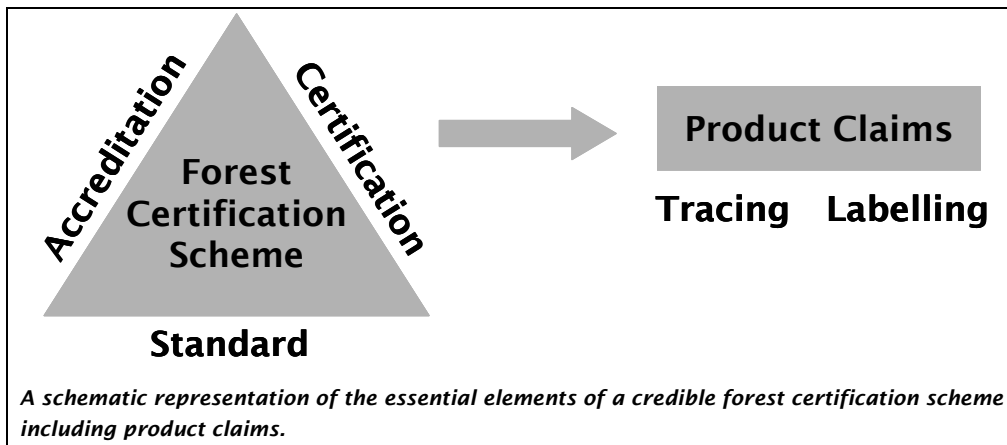 Accreditation
Certification
Forest
Certification
Scheme
Standard
Product Claims
Tracing Labelling
A schematic representation of the essential elements of a credible forest certification scheme
including product claims.